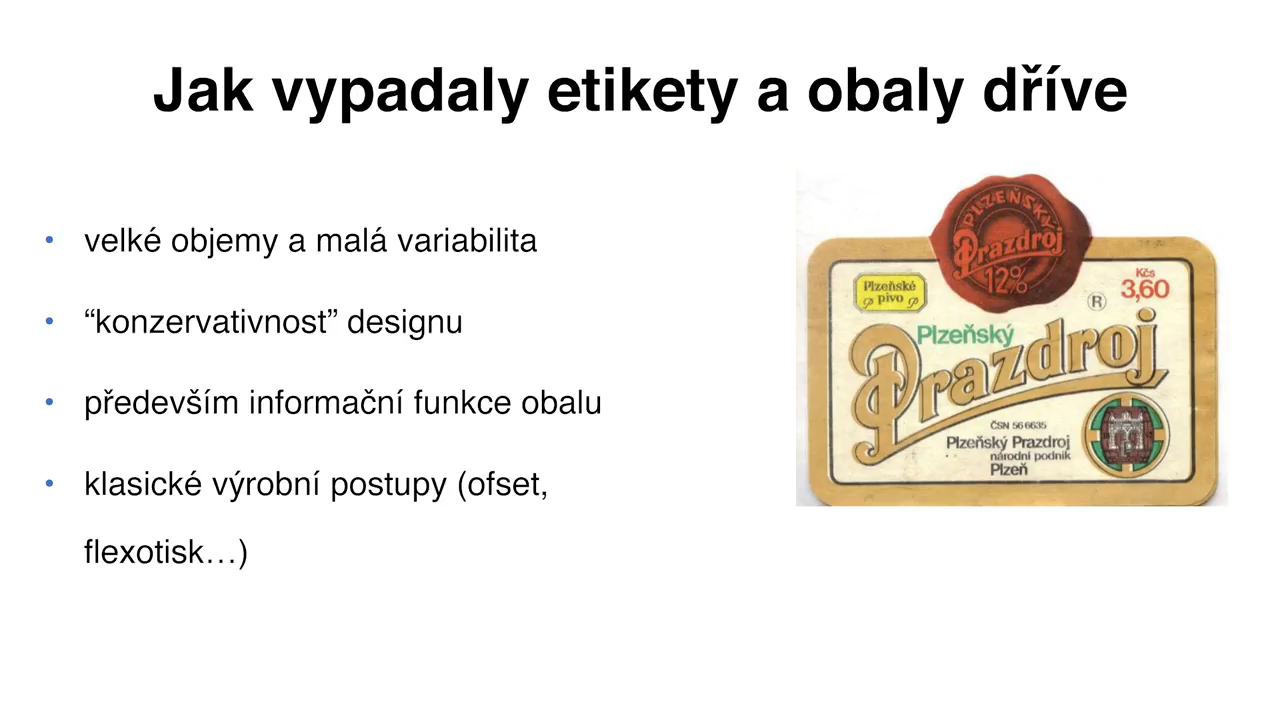 Jak vypadaly etikety a obaly dříve
• velké objemy a malá variabilita
• “konzervativnost” designu
• především informační funkce obalu
• klasické výrobní postupy (ofset,
flexotisk…)
PLZEŇSKÝ
Prazdroj
12%
Plzeňské
pivo
Kčs
3,60
®
Plzeňský
Prazdroj
ČSN 56 6635
Plzeňský Prazdroj
národní podnik
Plzeň